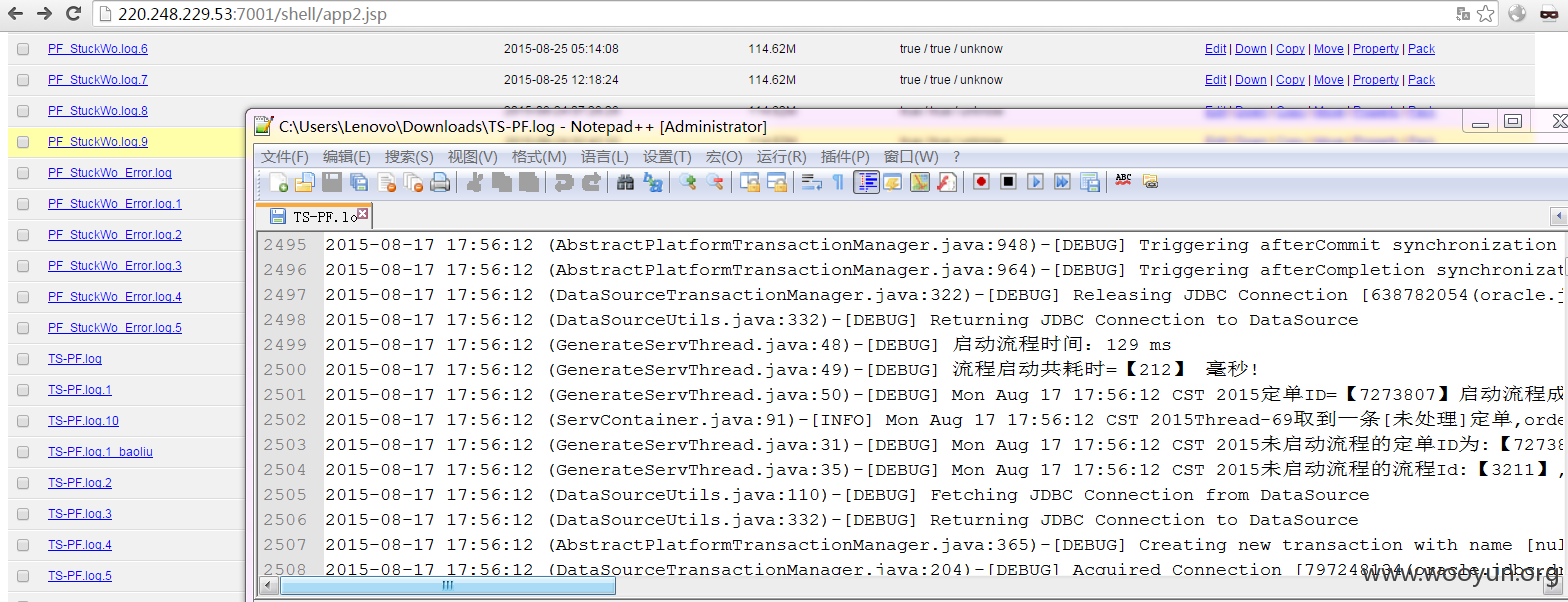 220.248.229.53:7001/shell/app2.jsp
PF_StuckWo.log.6 2015-08-25 05:14:08 114.62M true / true / unknow Edit | Down | Copy | Move | Property | Pack
PF_StuckWo.log.7 2015-08-25 12:18:24 114.62M true / true / unknow Edit | Down | Copy | Move | Property | Pack
PF_StuckWo.log.8
PF_StuckWo.log.9
PF_StuckWo_Error.log
PF_StuckWo_Error.log.1
PF_StuckWo_Error.log.2
PF_StuckWo_Error.log.3
PF_StuckWo_Error.log.4
PF_StuckWo_Error.log.5
TS-PF.log
TS-PF.log.1
TS-PF.log.10
TS-PF.log.1_baoliu
TS-PF.log.2
TS-PF.log.3
TS-PF.log.4
TS-PF.log.5
C:\Users\Lenovo\Downloads\TS-PF.log - Notepad++ [Administrator]
文件(F) 编辑(E) 搜索(S) 视图(V) 格式(M) 语言(L) 设置(T) 宏(O) 运行(R) 插件(P) 窗口(W) ?
ABC
TS-PF.lo
2495 2015-08-17 17:56:12 (AbstractPlatformTransactionManager.java:948)-[DEBUG] Triggering afterCommit synchronization
2496 2015-08-17 17:56:12 (AbstractPlatformTransactionManager.java:964)-[DEBUG] Triggering afterCompletion synchronizat
2497 2015-08-17 17:56:12 (DataSourceTransactionManager.java:322)-[DEBUG] Releasing JDBC Connection [638782054(oracle.j
2498 2015-08-17 17:56:12 (DataSourceUtils.java:332)-[DEBUG] Returning JDBC Connection to DataSource
2499 2015-08-17 17:56:12 (GenerateServThread.java:48)-[DEBUG] 启动流程时间：129 ms
2500 2015-08-17 17:56:12 (GenerateServThread.java:49)-[DEBUG] 流程启动共耗时=【212】 毫秒!
2501 2015-08-17 17:56:12 (GenerateServThread.java:50)-[DEBUG] Mon Aug 17 17:56:12 CST 2015定单ID=【7273807】启动流程成
2502 2015-08-17 17:56:12 (ServContainer.java:91)-[INFO] Mon Aug 17 17:56:12 CST 2015Thread-69取到一条[未处理]定单,orde
2503 2015-08-17 17:56:12 (GenerateServThread.java:31)-[DEBUG] Mon Aug 17 17:56:12 CST 2015未启动流程的定单ID为:【72738
2504 2015-08-17 17:56:12 (GenerateServThread.java:35)-[DEBUG] Mon Aug 17 17:56:12 CST 2015未启动流程的流程Id:【3211】,
2505 2015-08-17 17:56:12 (DataSourceUtils.java:110)-[DEBUG] Fetching JDBC Connection from DataSource
2506 2015-08-17 17:56:12 (DataSourceUtils.java:332)-[DEBUG] Returning JDBC Connection to DataSource
2507 2015-08-17 17:56:12 (AbstractPlatformTransactionManager.java:365)-[DEBUG] Creating new transaction with name [nul
2508 2015-08-17 17:56:12 (DataSourceTransactionManager.java:204)-[DEBUG] Acquired Connection [797248134(oracle.jdbc.dr
www.wooyun.org